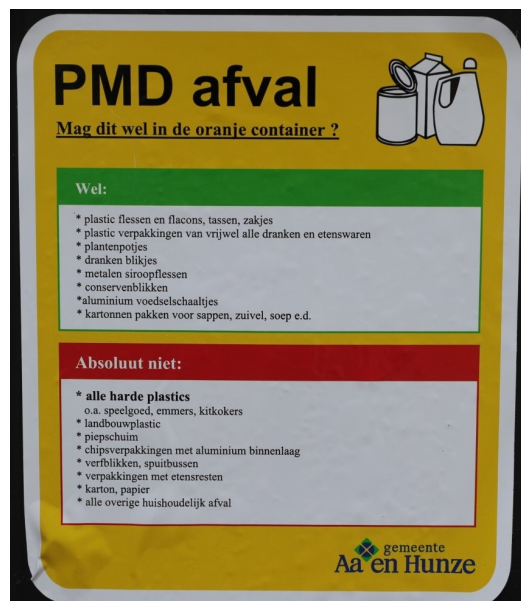 PMD afval
Mag dit wel in de oranje container ?
Wel:
* plastic flessen en flacons, tassen, zakjes
* plastic verpakkingen van vrijwel alle dranken en etenswaren
* plantenpotjes
* dranken blikjes
* metalen siroopflessen
* conservenblikken
*aluminium voedselschaaltjes
* kartonnen pakken voor sappen, zuivel, soep e.d.
Absoluut niet:
* alle harde plastics
o.a. speelgoed, emmers, kitkokers
* landbouwplastic
* piepschuim
* chipsverpakkingen met aluminium binnenlaag
* verfblikken, spuitbussen
* verpakkingen met etensresten
* karton, papier
* alle overige huishoudelijk afval
gemeente
Aa en Hunze